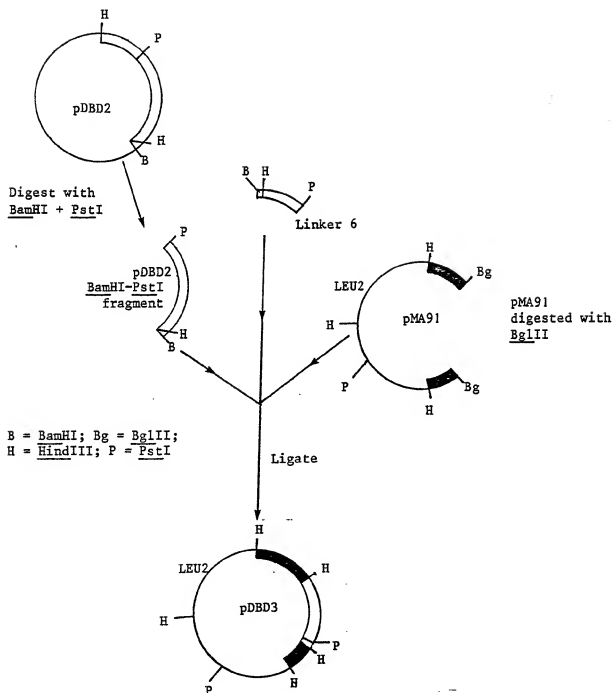 H
P
pDBD2
H
B
Digest with
BamHI + PstI
B H
P
Linker 6
P
pDBD2
BamHI-PstI
fragment
H
B
H
Bg
LEU2
H
pMA91
P
Bg
H
pMA91
digested with
BglII
B = BamHI; Bg = BglII;
H = HindIII; P = PstI
Ligate
H
LEU2
H
pDBD3
H
P
H
P
H